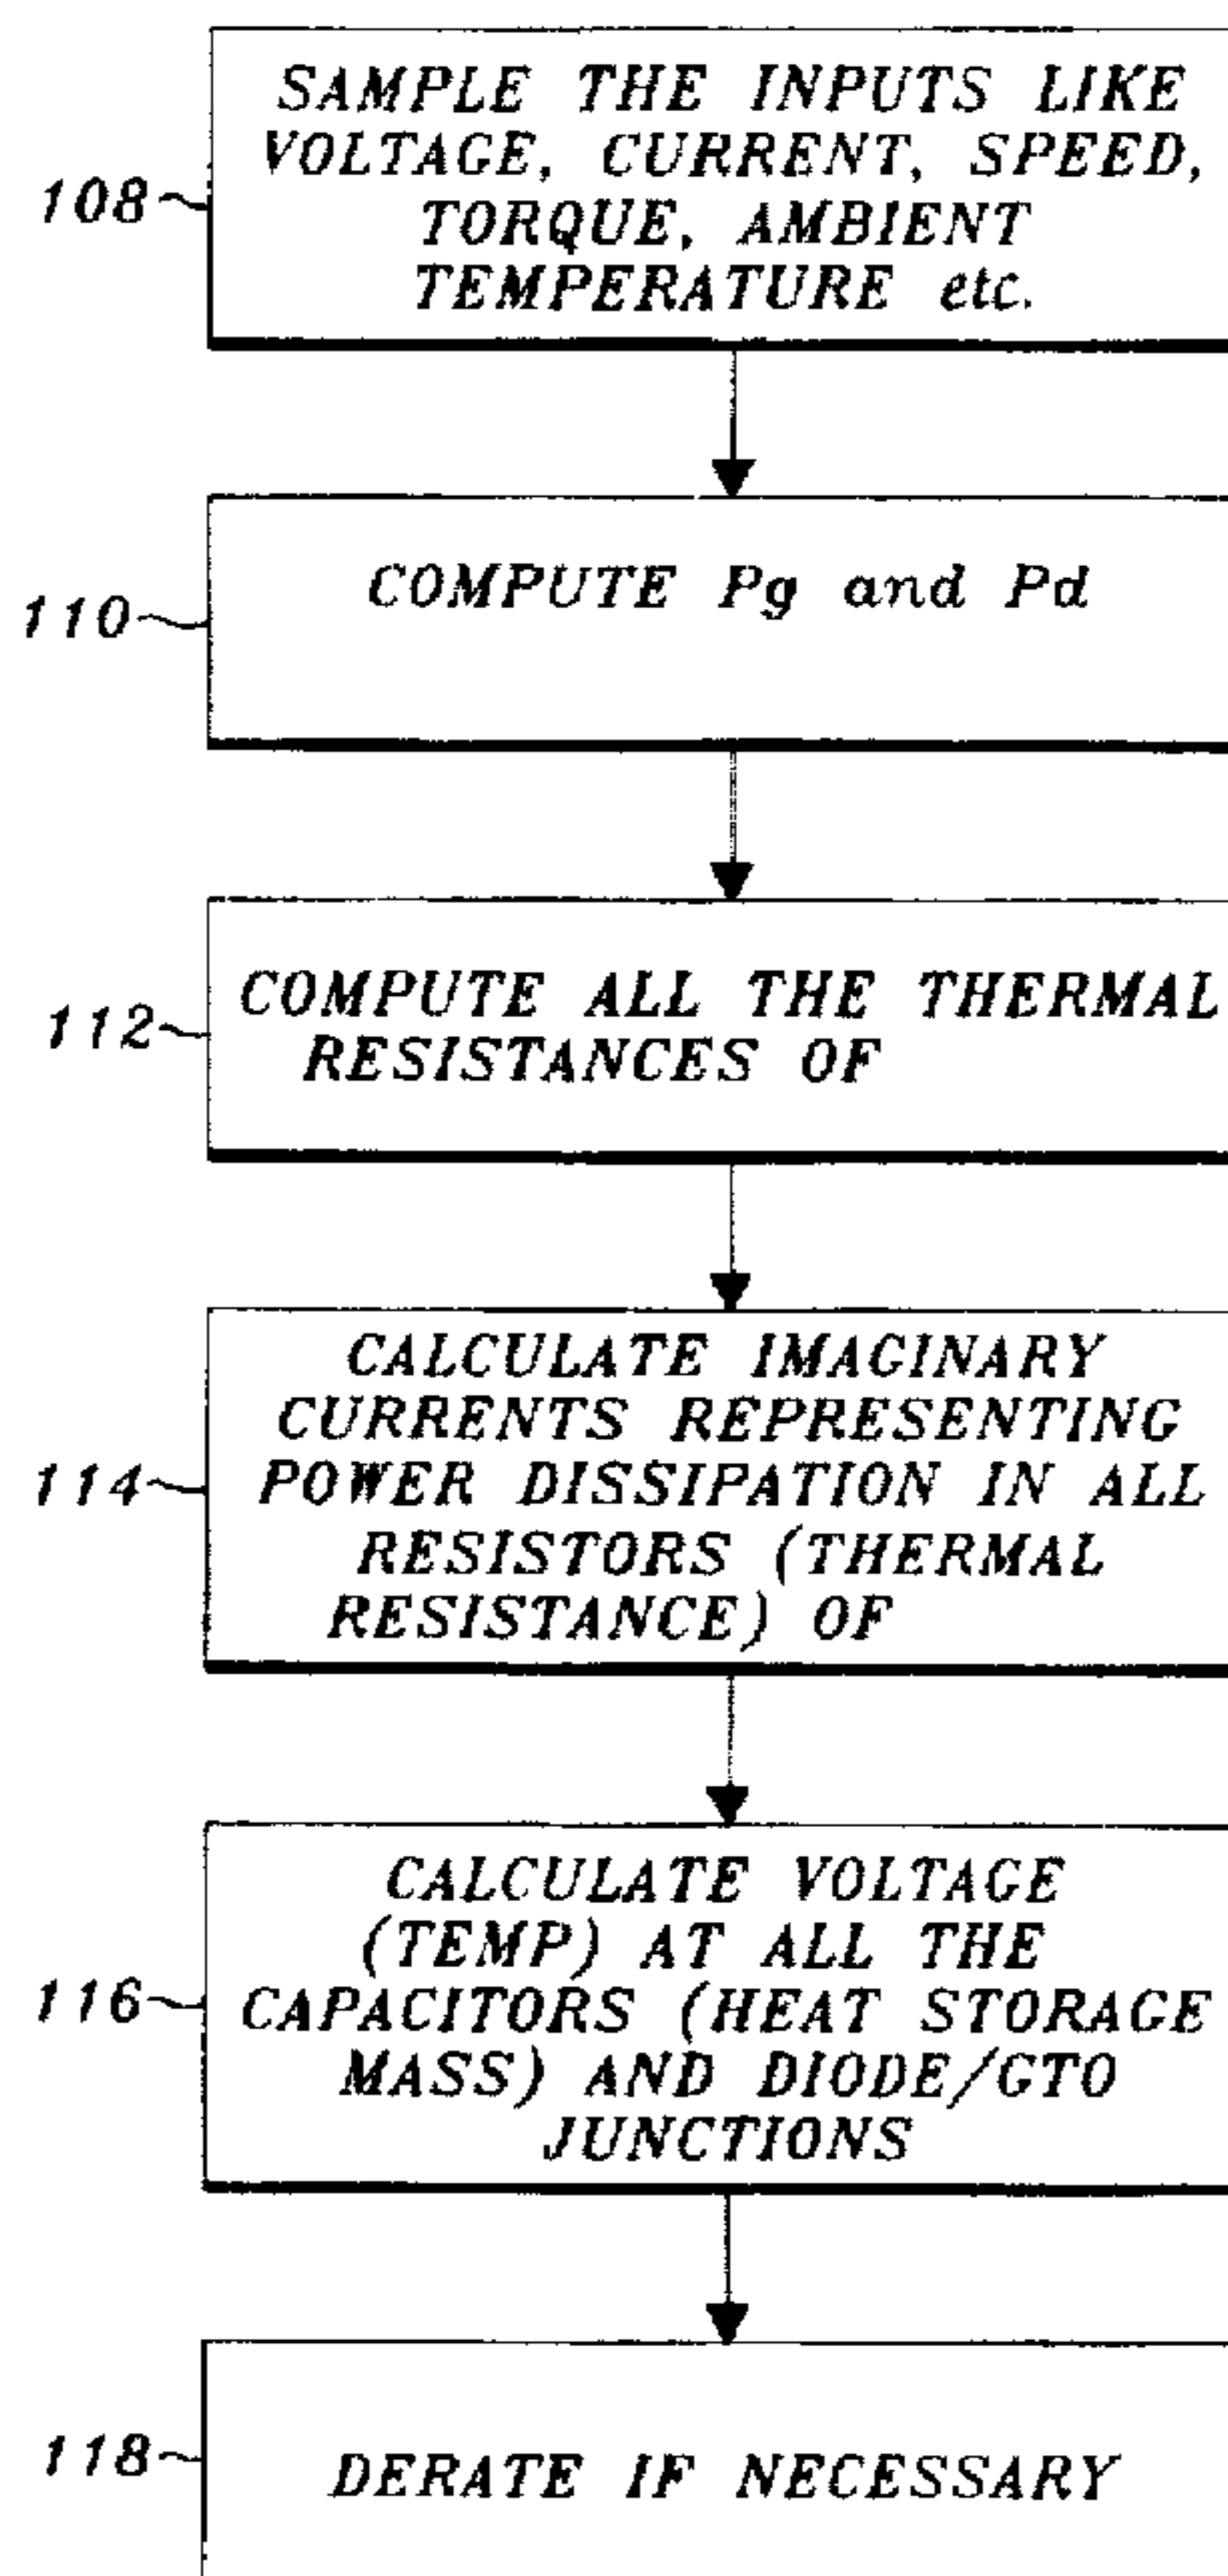 108
SAMPLE THE INPUTS LIKE
VOLTAGE, CURRENT, SPEED,
TORQUE, AMBIENT
TEMPERATURE etc.
110
COMPUTE Pg and Pd
112
COMPUTE ALL THE THERMAL
RESISTANCES OF
114
CALCULATE IMAGINARY
CURRENTS REPRESENTING
POWER DISSIPATION IN ALL
RESISTORS (THERMAL
RESISTANCE) OF
116
CALCULATE VOLTAGE
(TEMP) AT ALL THE
CAPACITORS (HEAT STORAGE
MASS) AND DIODE/GTO
JUNCTIONS
118
DERATE IF NECESSARY